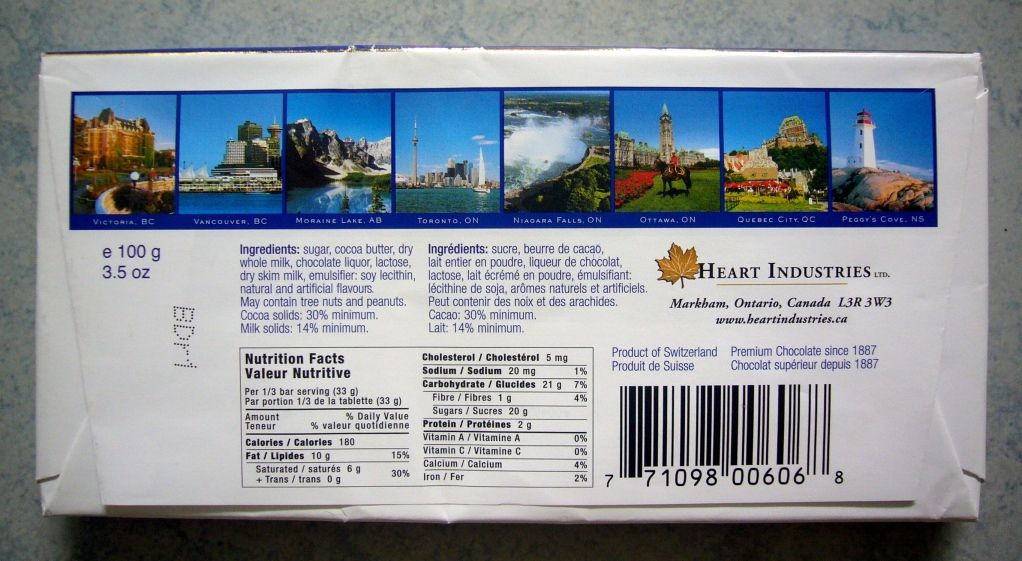 VICTORIA, BC
VANCOUVER, BC
MORAINE LAKE, AB
TORONTO, ON
NIAGARA FALLS, ON
OTTAWA, ON
QUEBEC CITY, QC
PEGGY'S COVE, NS
e 100 g
3.5 oz
Ingredients: sugar, cocoa butter, dry
whole milk, chocolate liquor, lactose,
dry skim milk, emulsifier: soy lecithin,
natural and artificial flavours.
May contain tree nuts and peanuts.
Cocoa solids: 30% minimum.
Milk solids: 14% minimum.
Ingrédients: sucre, beurre de cacao,
lait entier en poudre, liqueur de chocolat,
lactose, lait écrémé en poudre, émulsifiant:
lécithine de soja, arômes naturels et artificiels.
Peut contenir des noix et des arachides.
Cacao: 30% minimum.
Lait: 14% minimum.
HEART INDUSTRIES LTD.
Markham, Ontario, Canada L3R 3W3
www.heartindustries.ca
Nutrition Facts
Valeur Nutritive
Per 1/3 bar serving (33 g)
Par portion 1/3 de la tablette (33 g)
Amount % Daily Value
Teneur % valeur quotidienne
Calories / Calories 180
Fat / Lipides 10 g 15%
Saturated / saturés 6 g
+ Trans / trans 0 g 30%
Cholesterol / Cholestérol 5 mg
Sodium / Sodium 20 mg 1%
Carbohydrate / Glucides 21 g 7%
Fibre / Fibres 1 g 4%
Sugars / Sucres 20 g
Protein / Protéines 2 g
Vitamin A / Vitamine A 0%
Vitamin C / Vitamine C 0%
Calcium / Calcium 4%
Iron / Fer 2%
Product of Switzerland
Produit de Suisse
Premium Chocolate since 1887
Chocolat supérieur depuis 1887
7 71098 00606 8